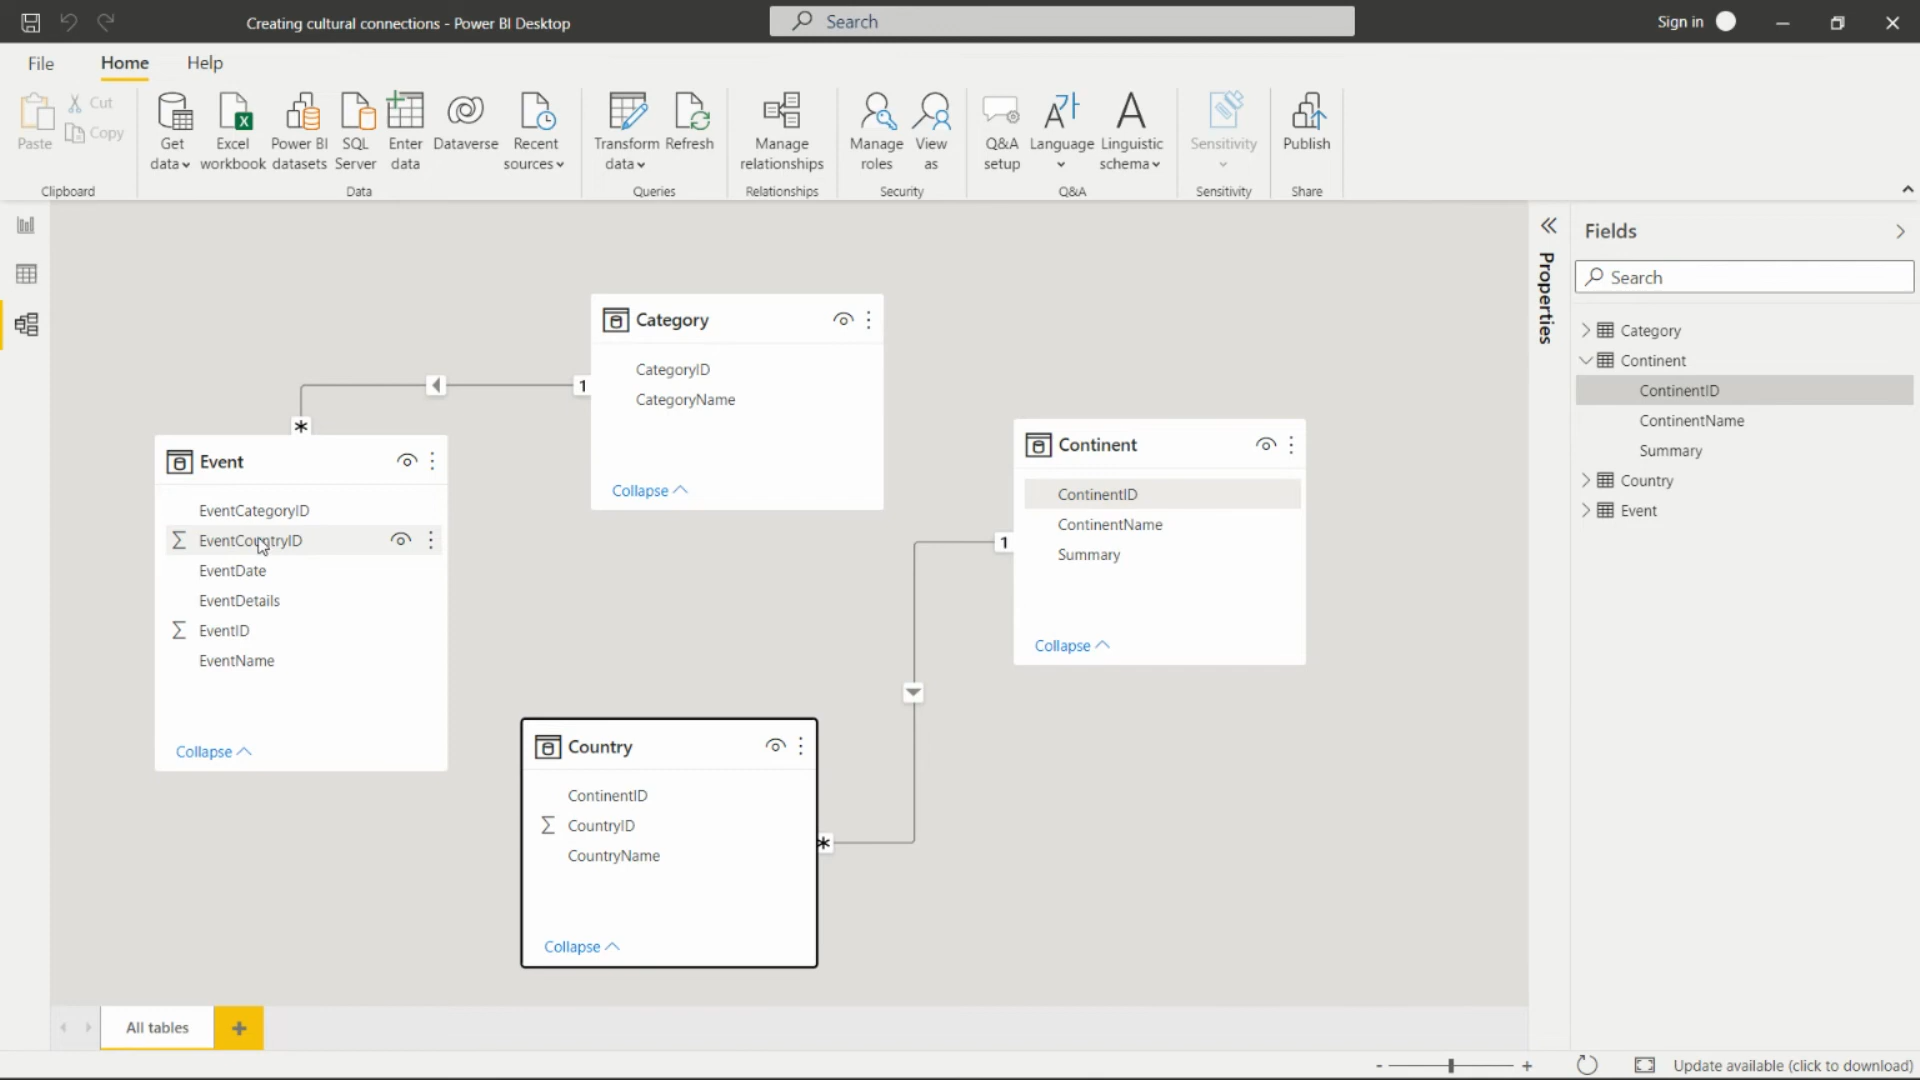 Creating cultural connections - Power BI Desktop
Search
Sign in
File
Home
Help
Paste
Cut
Copy
Clipboard
Get data
Excel workbook
Power BI datasets
SQL Server
Enter data
Dataverse
Recent sources
Data
Transform data
Refresh
Queries
Manage relationships
Relationships
Manage roles
View as
Security
Q&A setup
Language
Linguistic schema
Q&A
Sensitivity
Sensitivity
Publish
Share
Category
CategoryID
CategoryName
Collapse
1
*
Event
EventCategoryID
Σ EventCountryID
EventDate
EventDetails
Σ EventID
EventName
Collapse
Continent
ContinentID
ContinentName
Summary
Collapse
1
*
Country
ContinentID
Σ CountryID
CountryName
Collapse
Properties
Fields
Search
Category
Continent
ContinentID
ContinentName
Summary
Country
Event
All tables
+
- +
Update available (click to download)